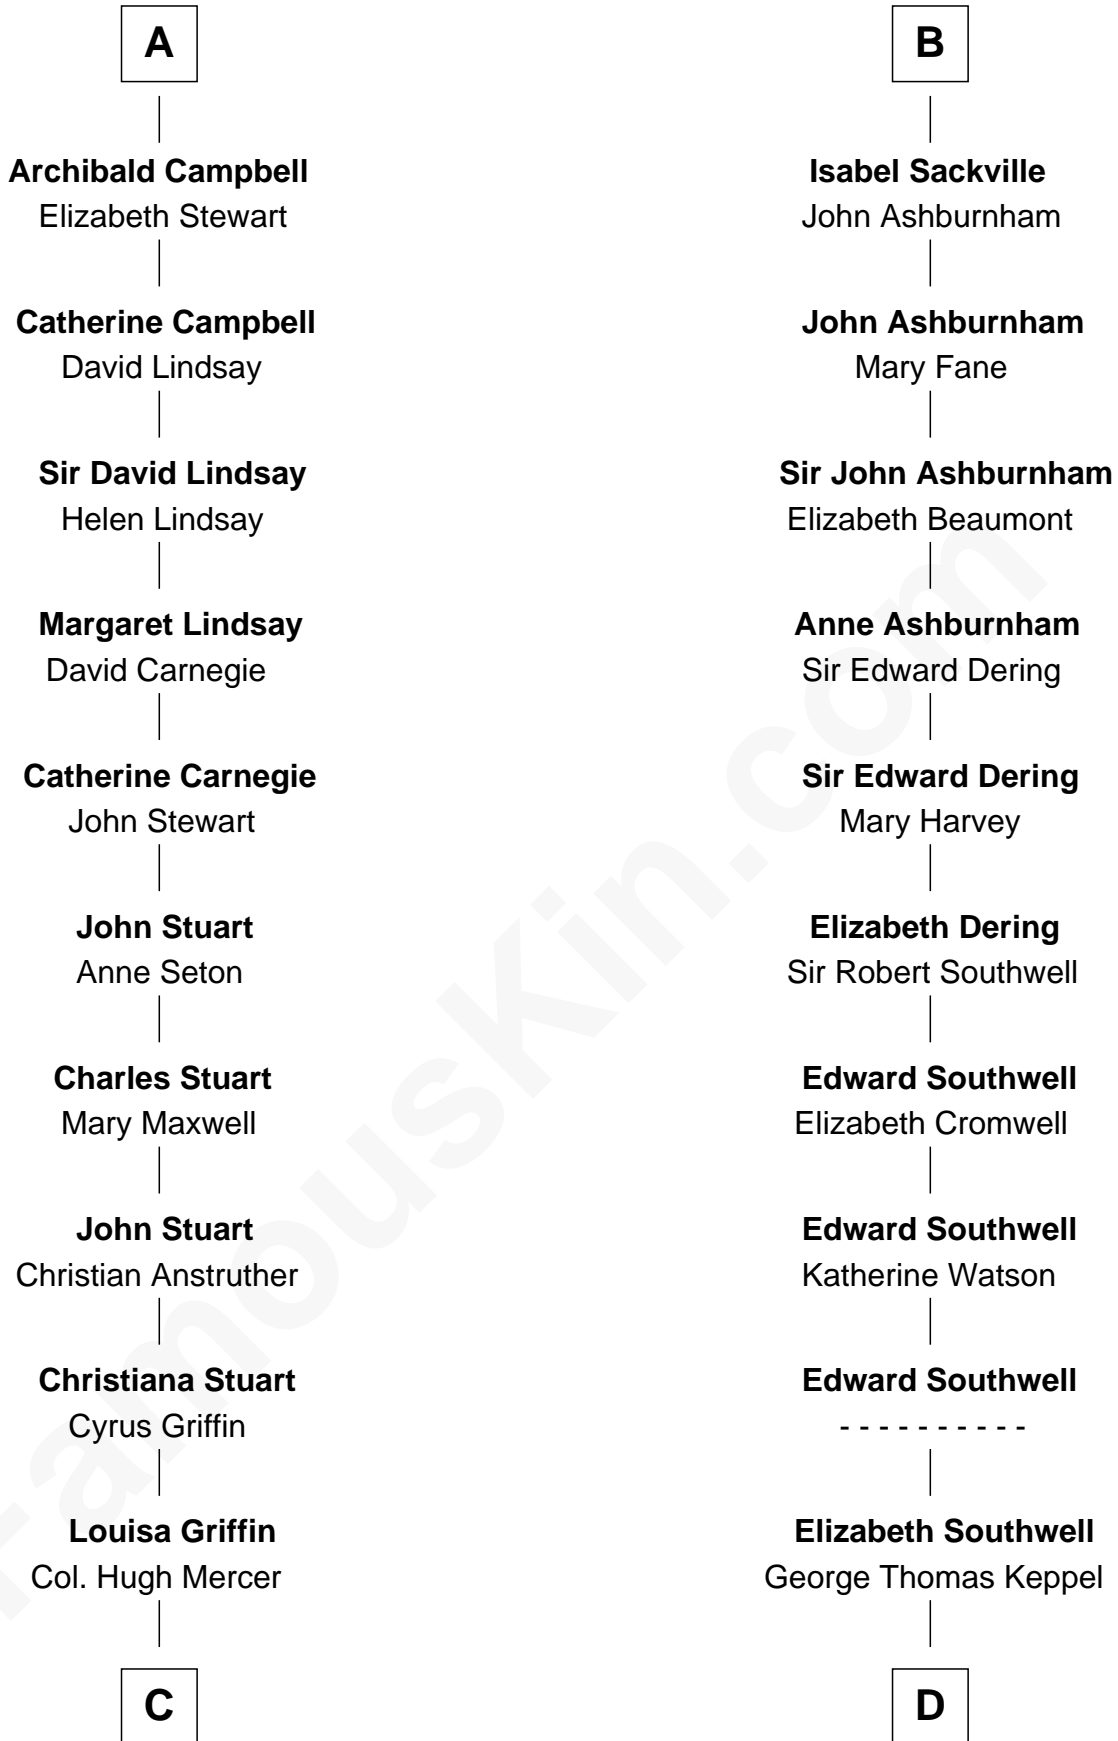 A
Archibald Campbell
Elizabeth Stewart
Catherine Campbell
David Lindsay
Sir David Lindsay
Helen Lindsay
Margaret Lindsay
David Carnegie
Catherine Carnegie
John Stewart
John Stuart
Anne Seton
Charles Stuart
Mary Maxwell
John Stuart
Christian Anstruther
Christiana Stuart
Cyrus Griffin
Louisa Griffin
Col. Hugh Mercer
C
B
Isabel Sackville
John Ashburnham
John Ashburnham
Mary Fane
Sir John Ashburnham
Elizabeth Beaumont
Anne Ashburnham
Sir Edward Dering
Sir Edward Dering
Mary Harvey
Elizabeth Dering
Sir Robert Southwell
Edward Southwell
Elizabeth Cromwell
Edward Southwell
Katherine Watson
Edward Southwell
- - - - - - - - - -
Elizabeth Southwell
George Thomas Keppel
D
FamousKin.com